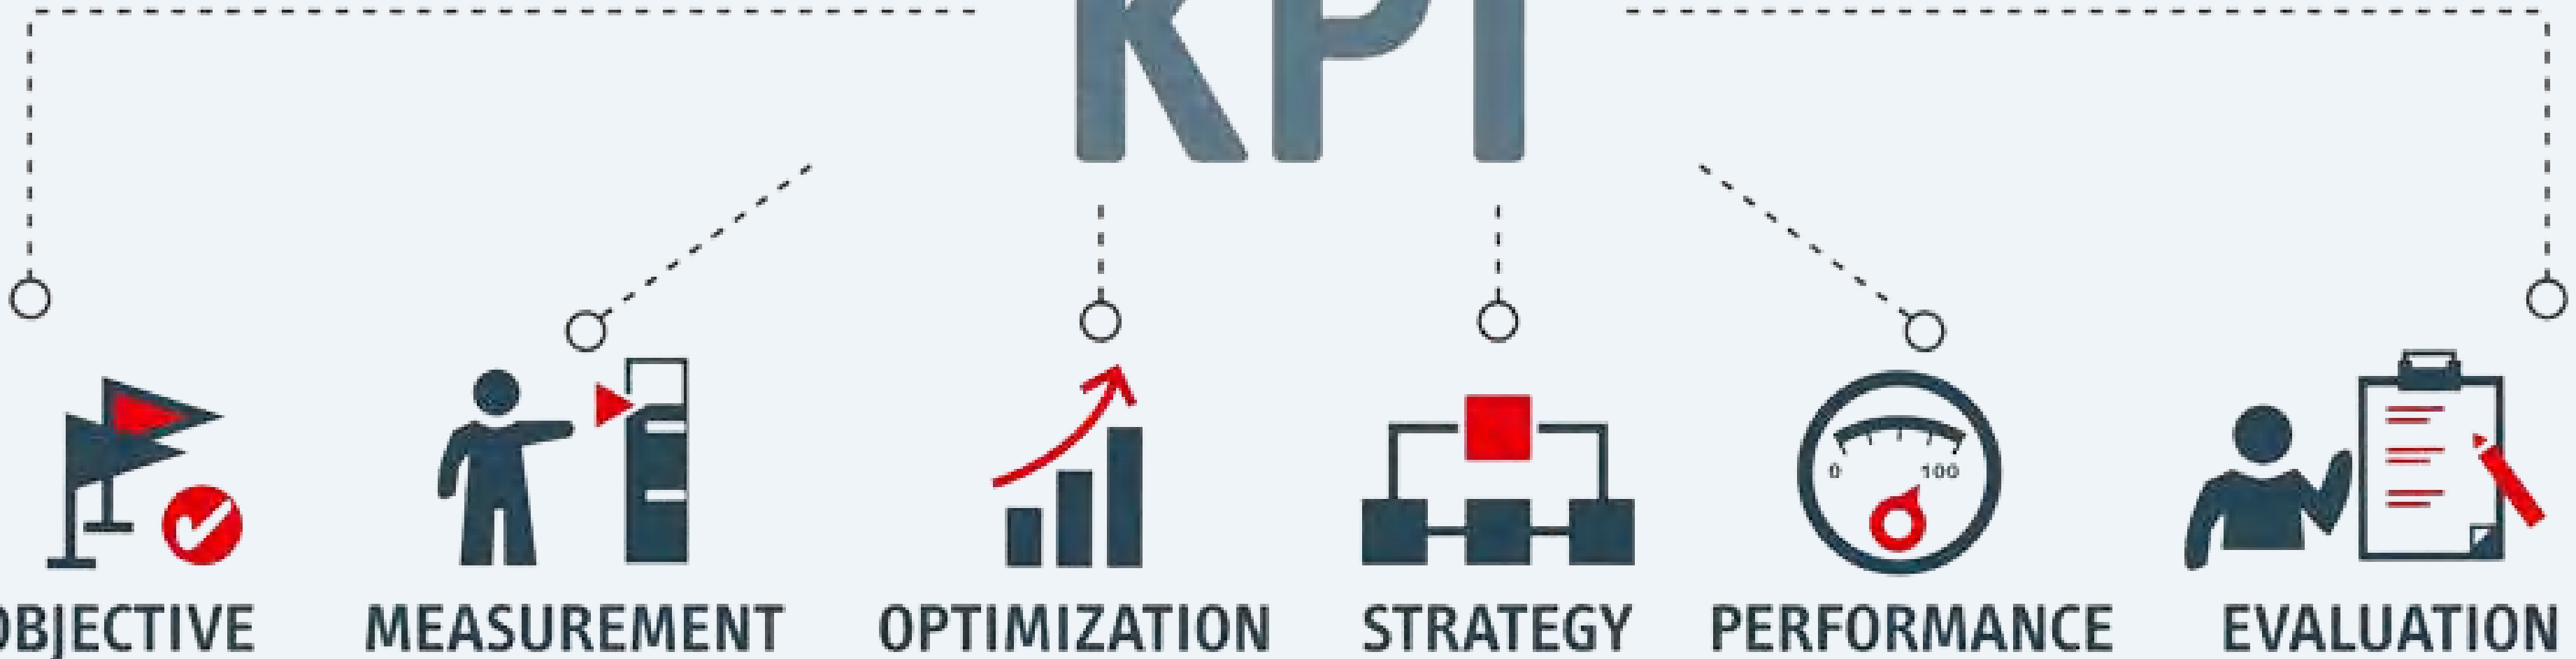 KPI
0 100
OBJECTIVE MEASUREMENT OPTIMIZATION STRATEGY PERFORMANCE EVALUATION